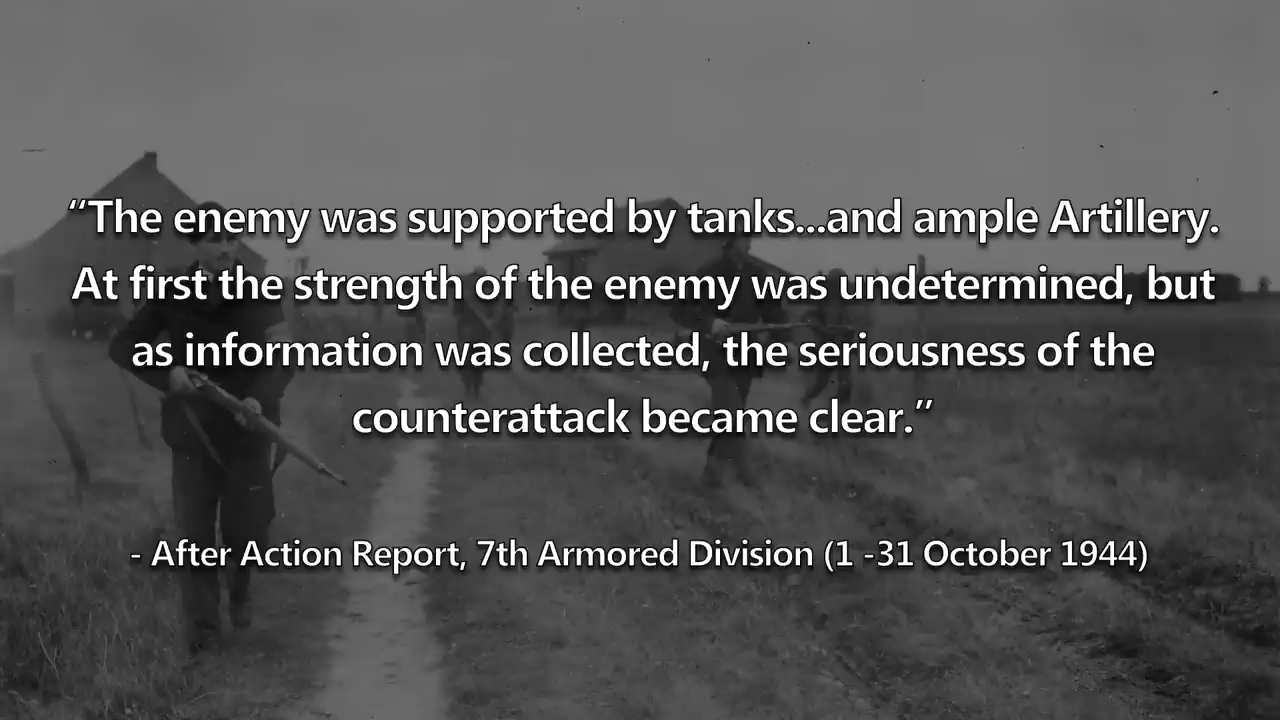 “The enemy was supported by tanks...and ample Artillery.
At first the strength of the enemy was undetermined, but
as information was collected, the seriousness of the
counterattack became clear.”
- After Action Report, 7th Armored Division (1 -31 October 1944)